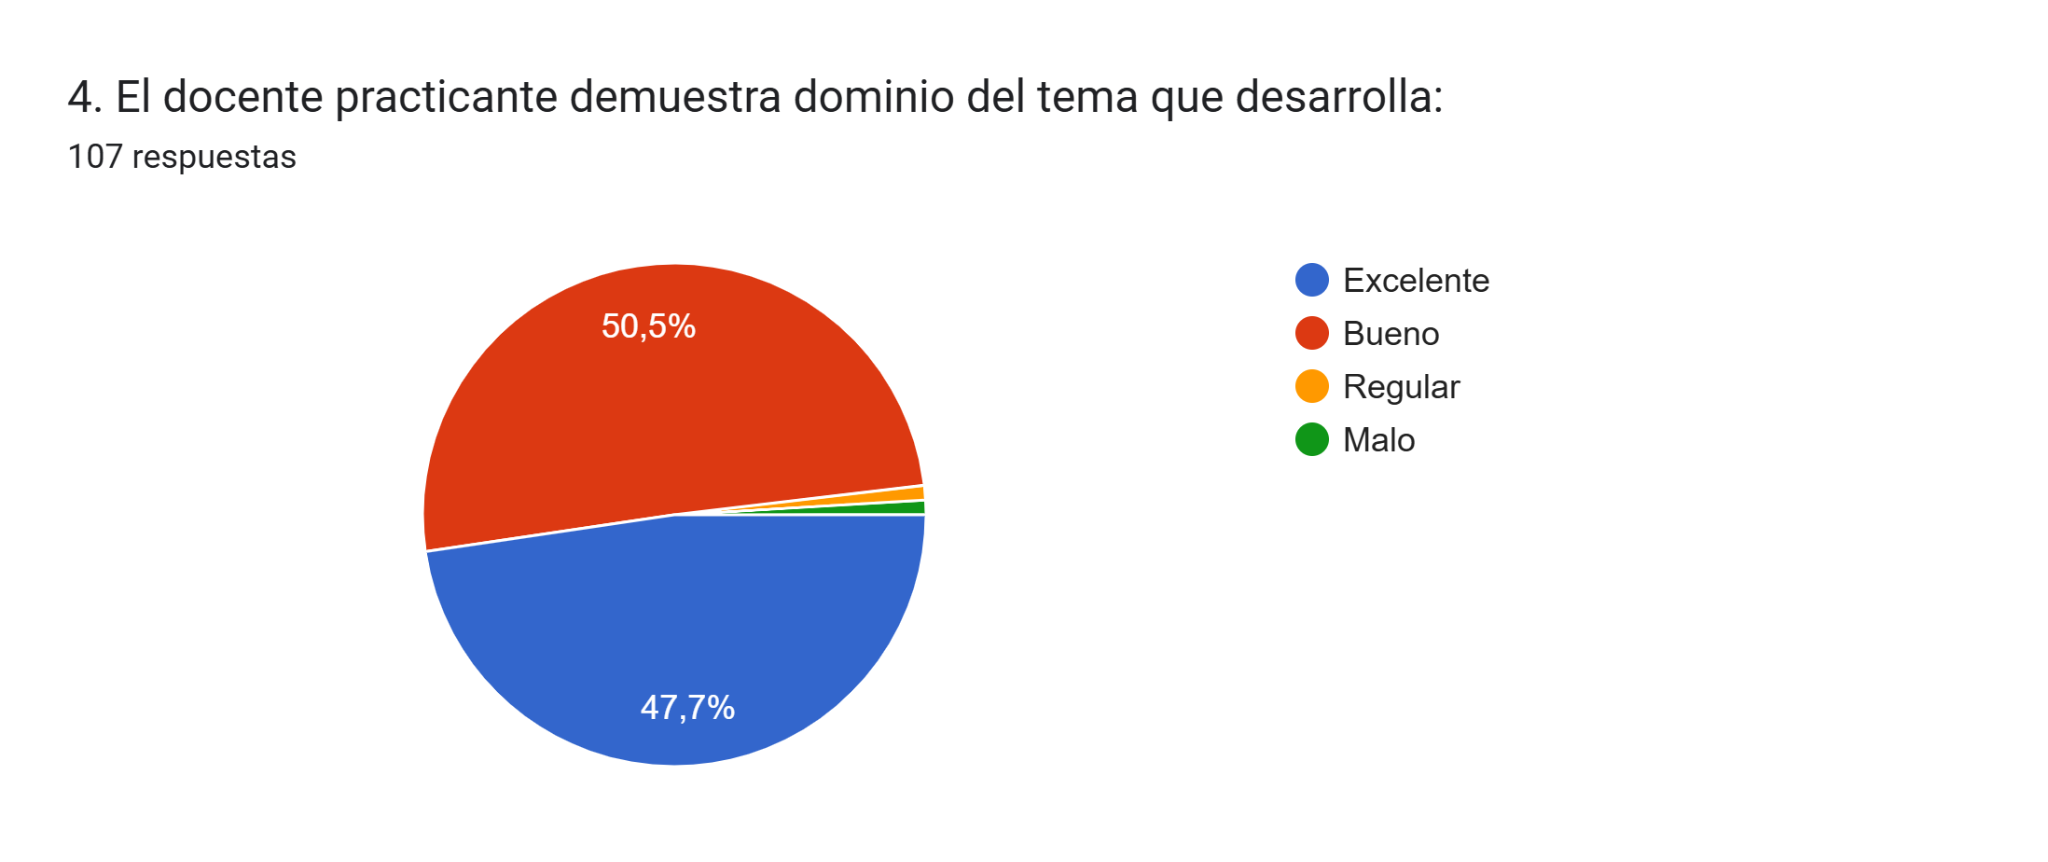 4. El docente practicante demuestra dominio del tema que desarrolla:
107 respuestas
50,5%
47,7%
Excelente
Bueno
Regular
Malo